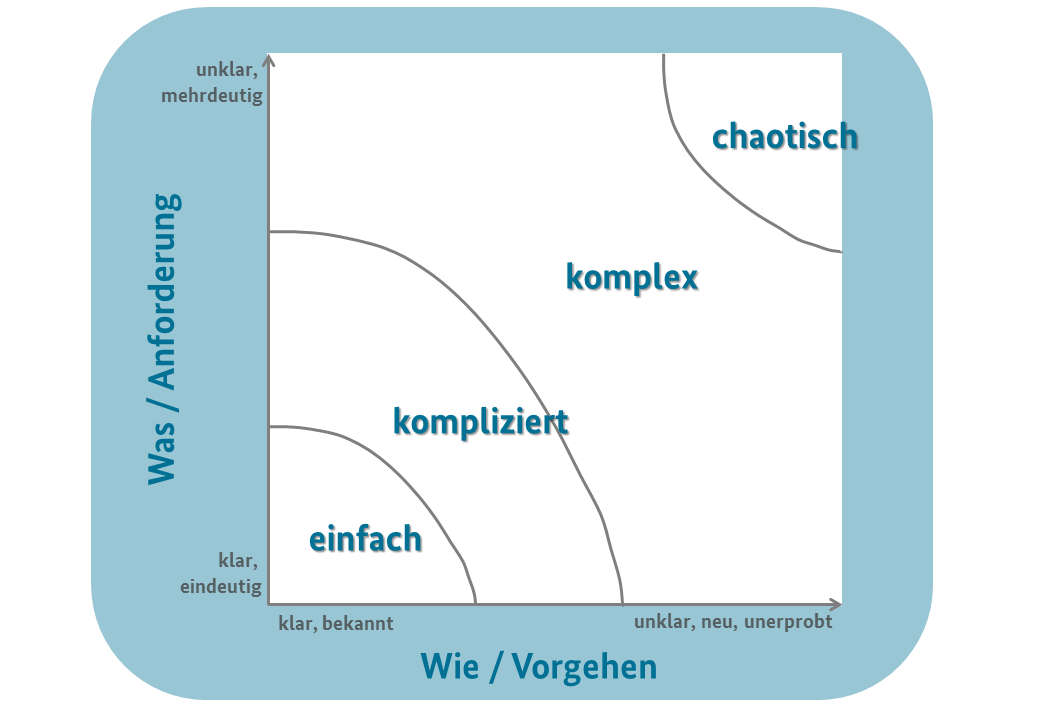 unklar,
mehrdeutig
chaotisch
Was / Anforderung
komplex
kompliziert
einfach
klar,
eindeutig
klar, bekannt
unklar, neu, unerprobt
Wie / Vorgehen